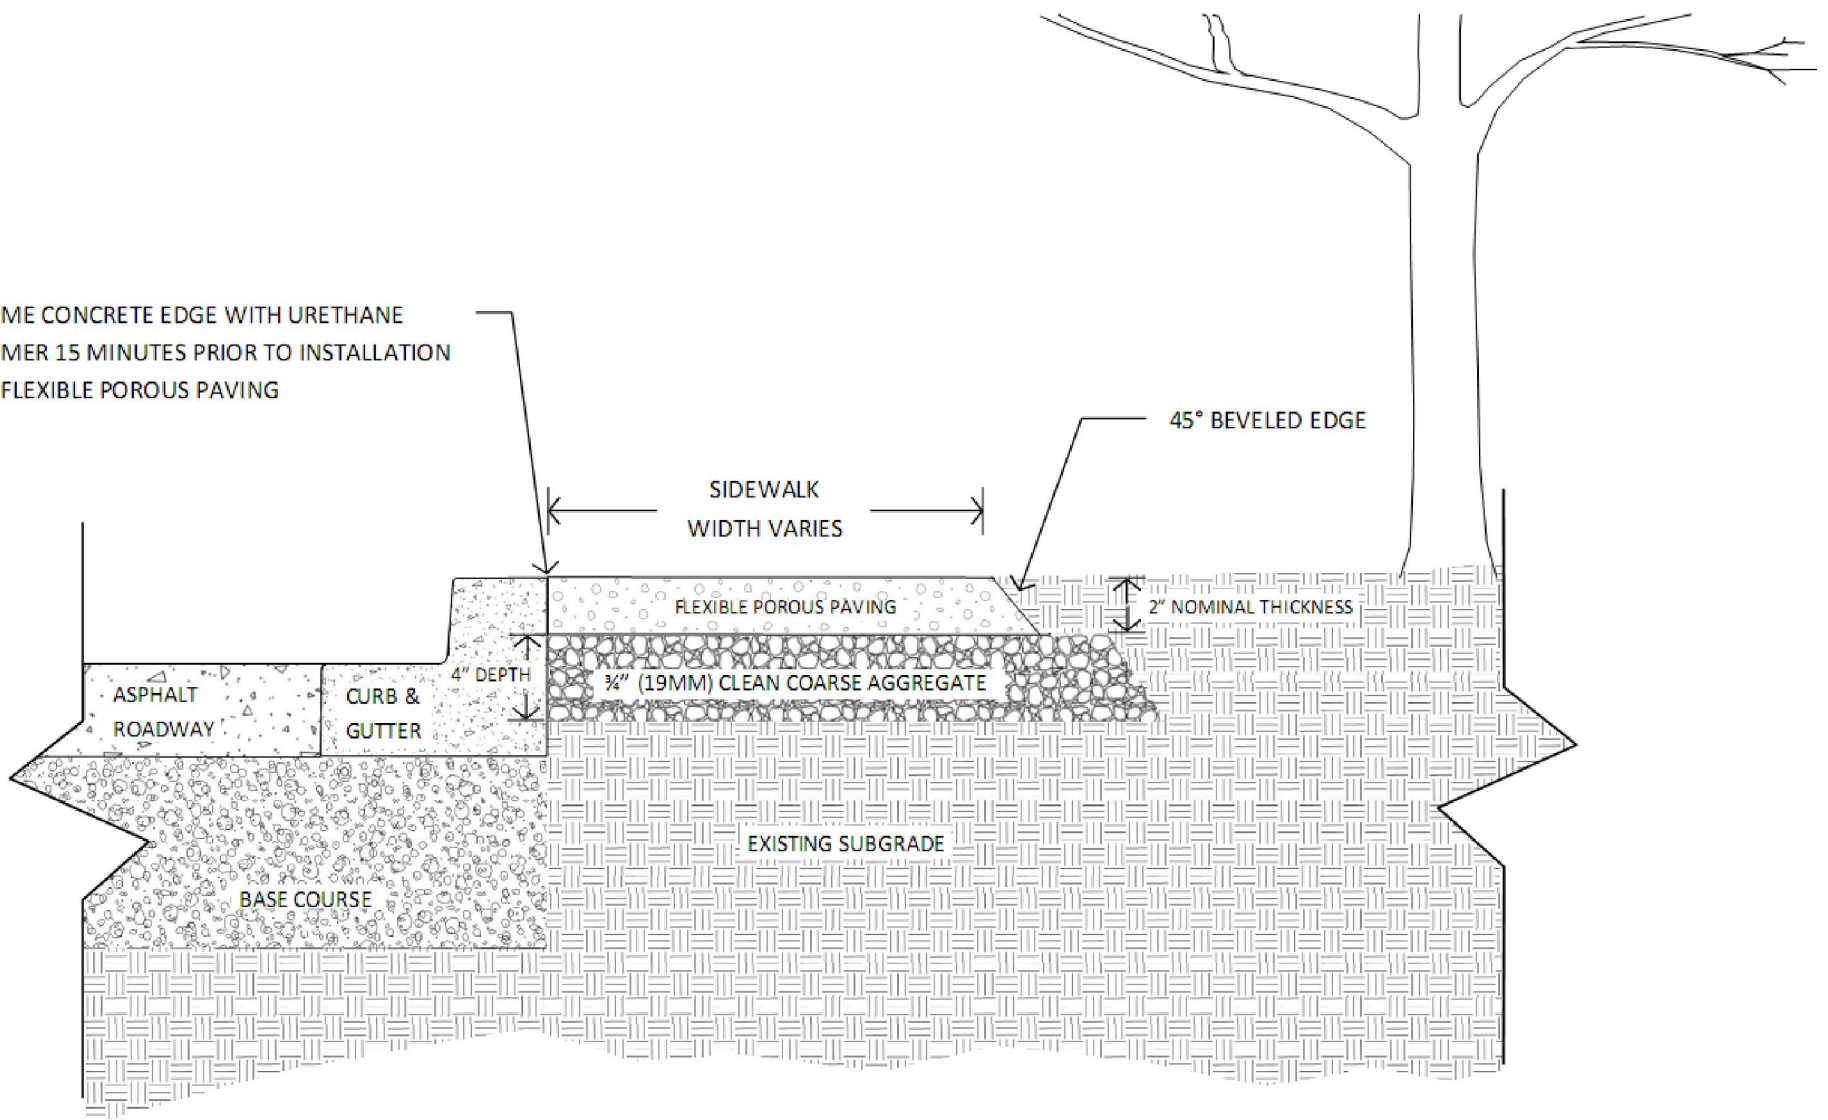 ME CONCRETE EDGE WITH URETHANE
MER 15 MINUTES PRIOR TO INSTALLATION
FLEXIBLE POROUS PAVING
45° BEVELED EDGE
SIDEWALK
WIDTH VARIES
FLEXIBLE POROUS PAVING
2" NOMINAL THICKNESS
4" DEPTH
¾" (19MM) CLEAN COARSE AGGREGATE
ASPHALT
ROADWAY
CURB &
GUTTER
EXISTING SUBGRADE
BASE COURSE